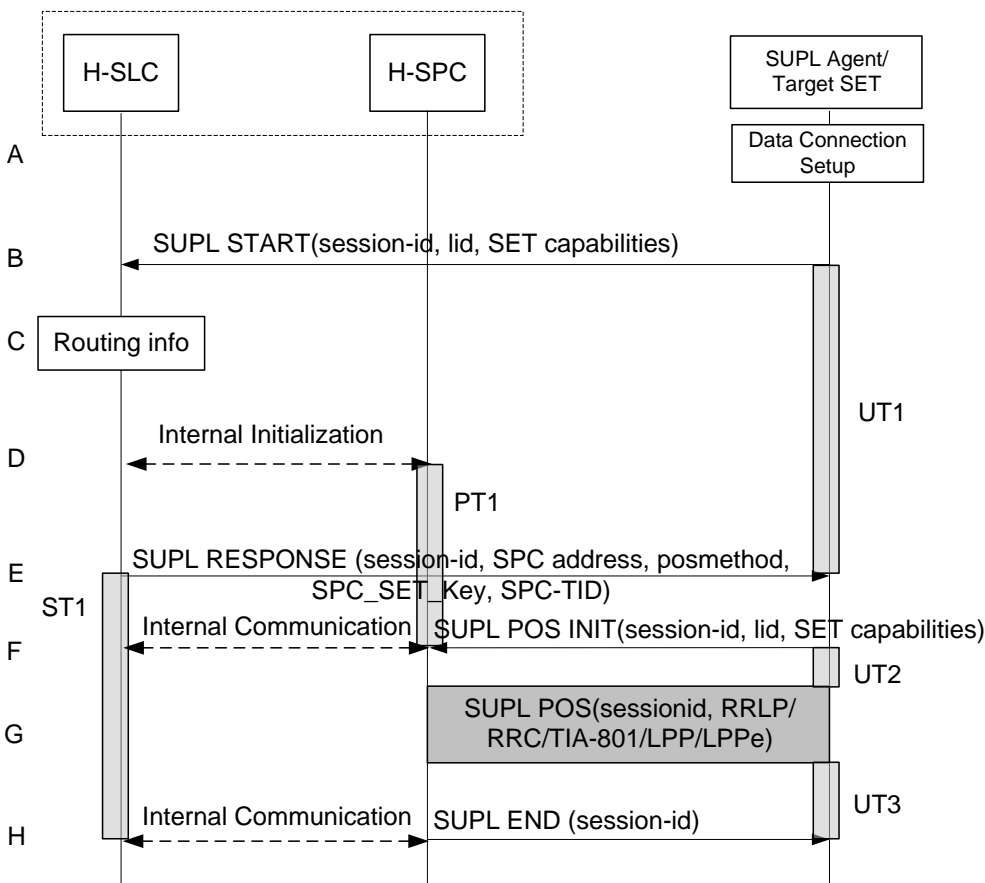 H-SLC
H-SPC
SUPL Agent/
Target SET
A
Data Connection
Setup
B
SUPL START(session-id, lid, SET capabilities)
C
Routing info
UT1
D
Internal Initialization
PT1
E
SUPL RESPONSE (session-id, SPC address, posmethod,
SPC_SET_Key, SPC-TID)
ST1
F
Internal Communication
SUPL POS INIT(session-id, lid, SET capabilities)
UT2
G
SUPL POS(sessionid, RRLP/
RRC/TIA-801/LPP/LPPe)
UT3
H
Internal Communication
SUPL END (session-id)